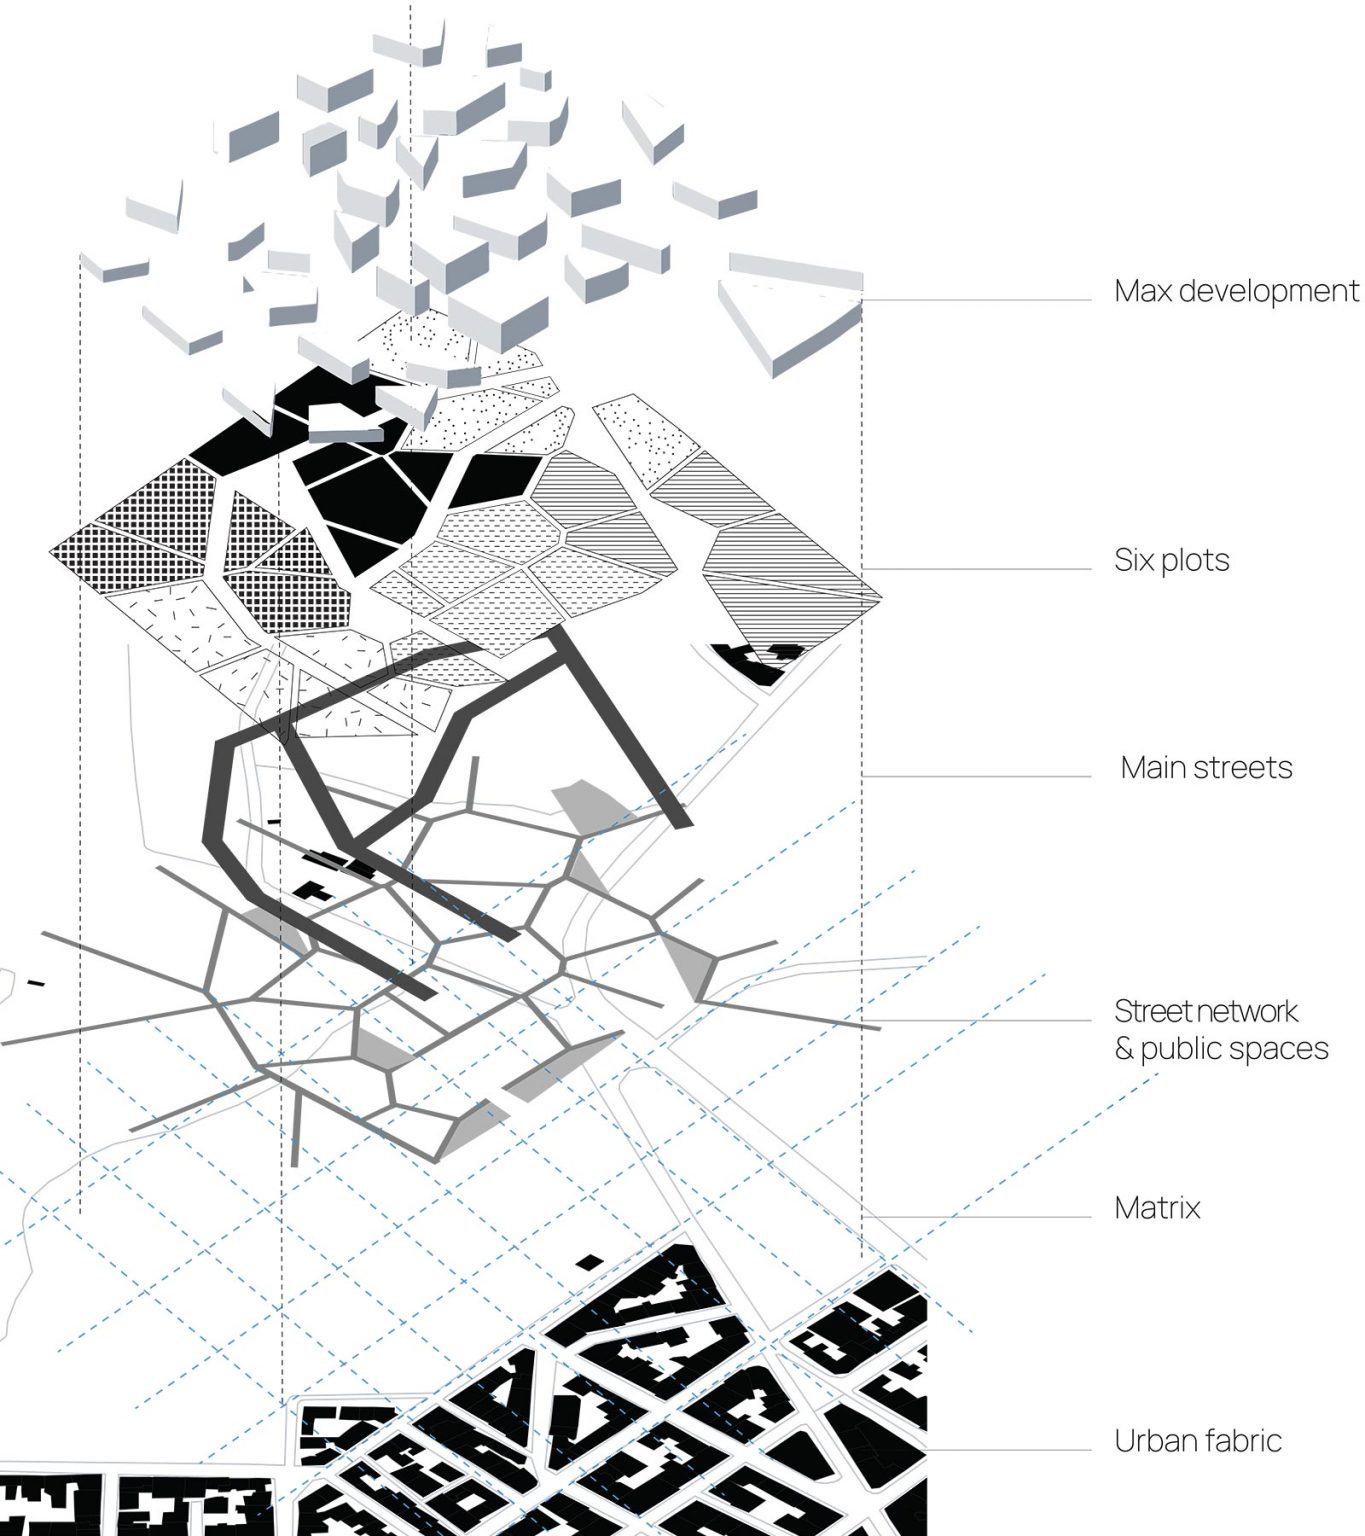 Max development
Six plots
Main streets
Street network
& public spaces
Matrix
Urban fabric